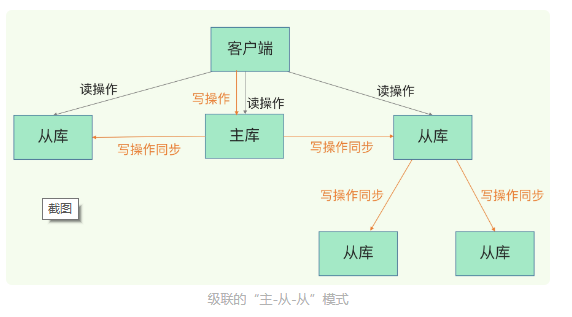 客户端
读操作
写操作
读操作
读操作
从库
主库
从库
写操作同步
写操作同步
截图
写操作同步
写操作同步
从库
从库
级联的“主-从-从”模式